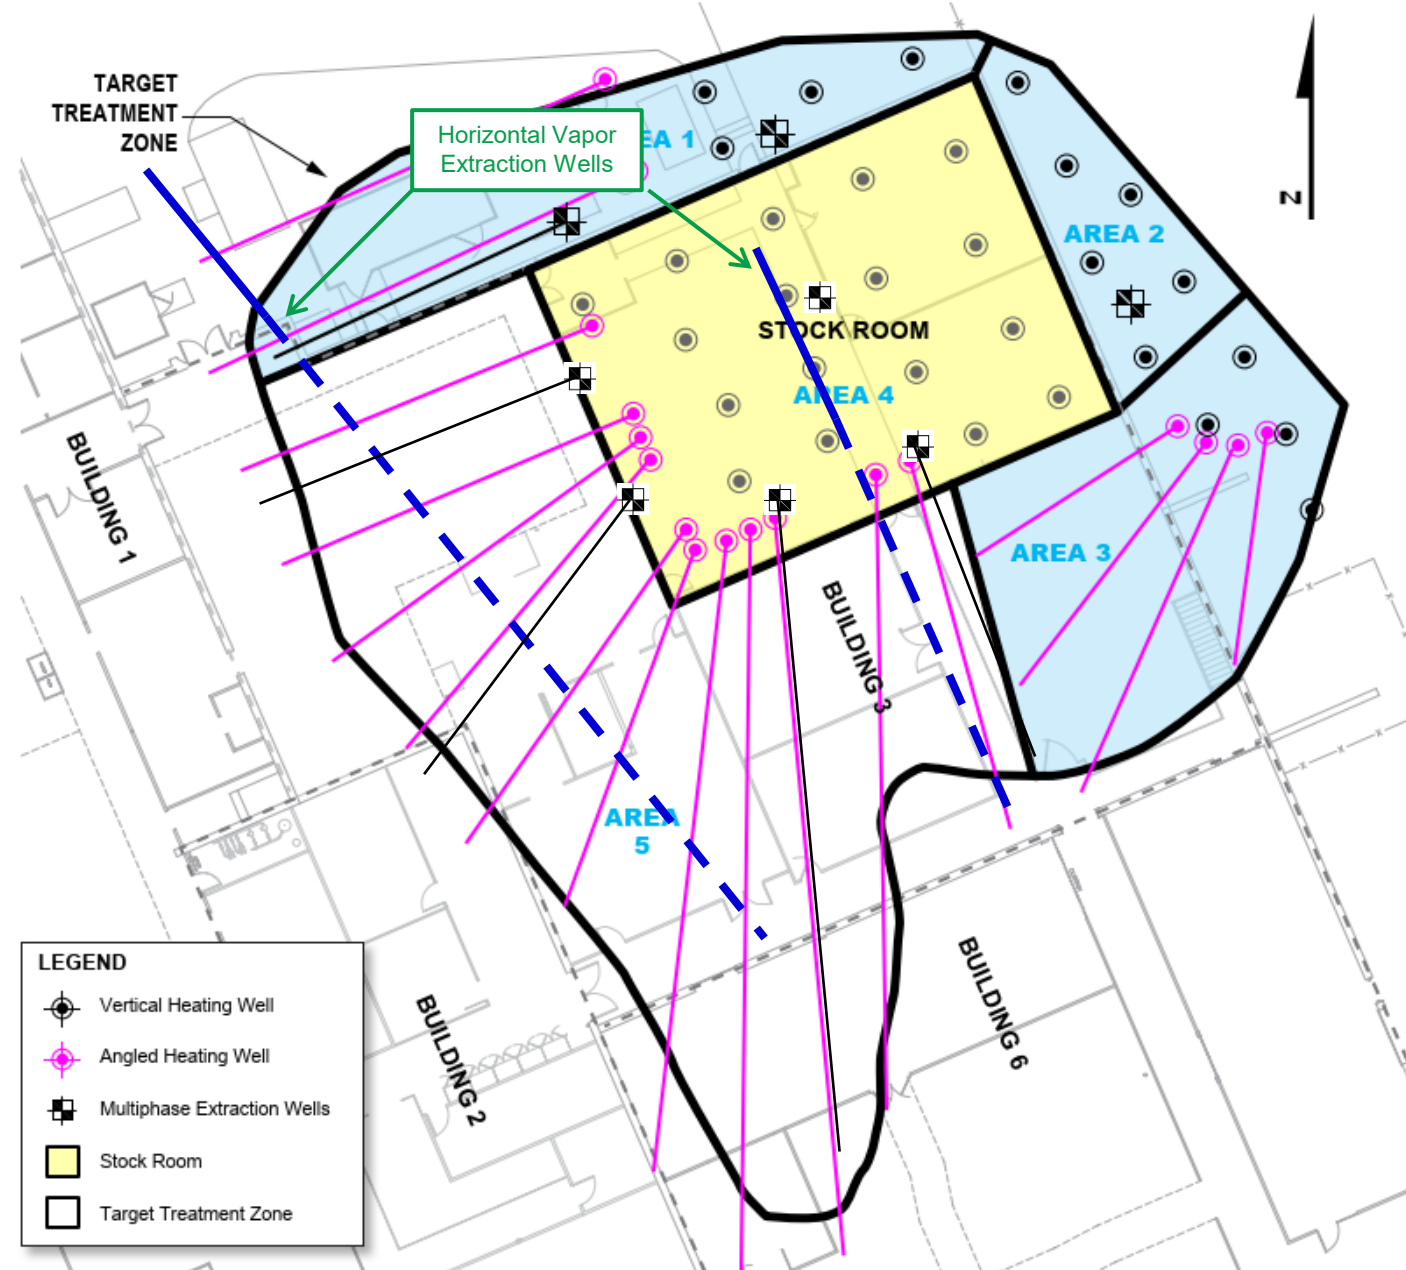 TARGET
TREATMENT
ZONE
Horizontal Vapor
Extraction Wells
EA 1
AREA 2
N
STOCK ROOM
AREA 4
BUILDING 1
AREA 3
BUILDING 3
AREA
5
BUILDING 2
BUILDING 6
LEGEND
Vertical Heating Well
Angled Heating Well
Multiphase Extraction Wells
Stock Room
Target Treatment Zone